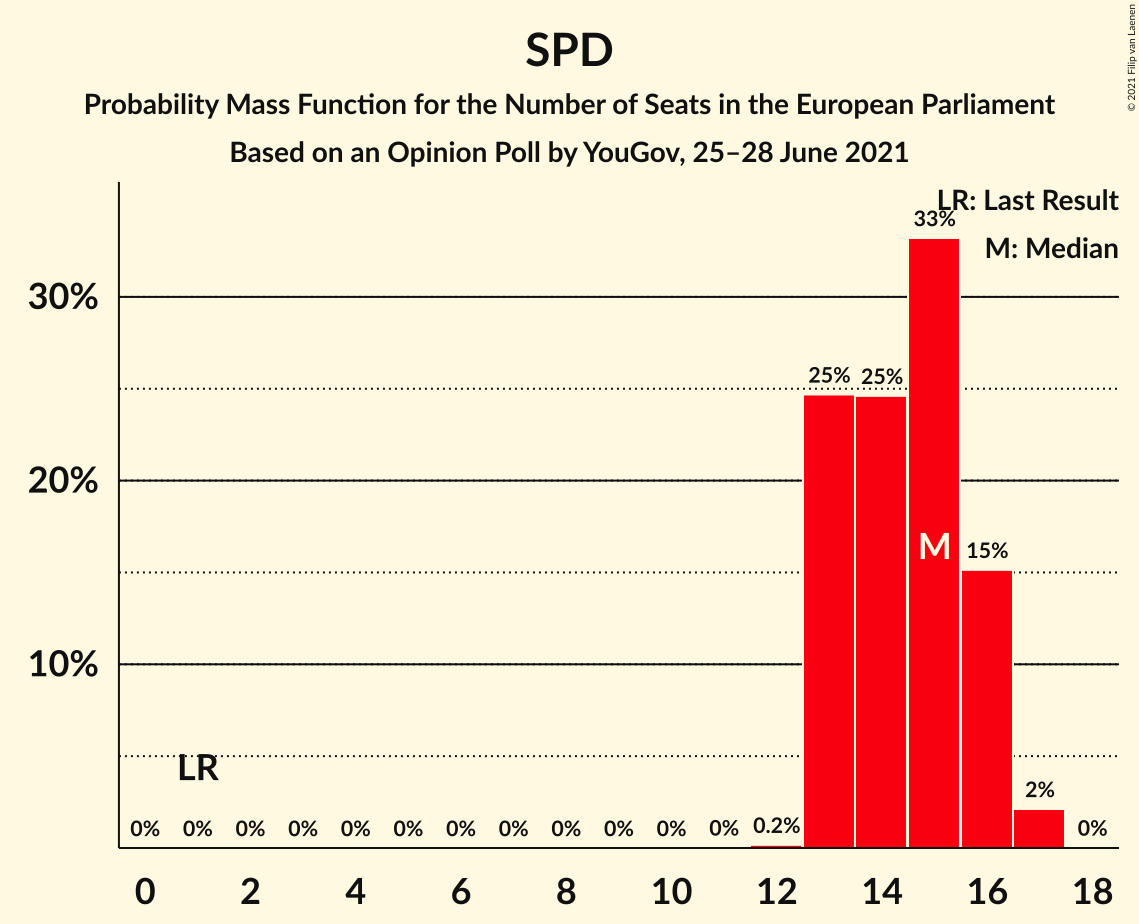 SPD
Probability Mass Function for the Number of Seats in the European Parliament
Based on an Opinion Poll by YouGov, 25–28 June 2021
© 2021 Filip van Laenen
LR: Last Result
M: Median
33%
30%
25% 25%
20%
M
15%
10%
LR
2%
0% 0% 0% 0% 0% 0% 0% 0% 0% 0% 0% 0% 0.2% 0%
0 2 4 6 8 10 12 14 16 18